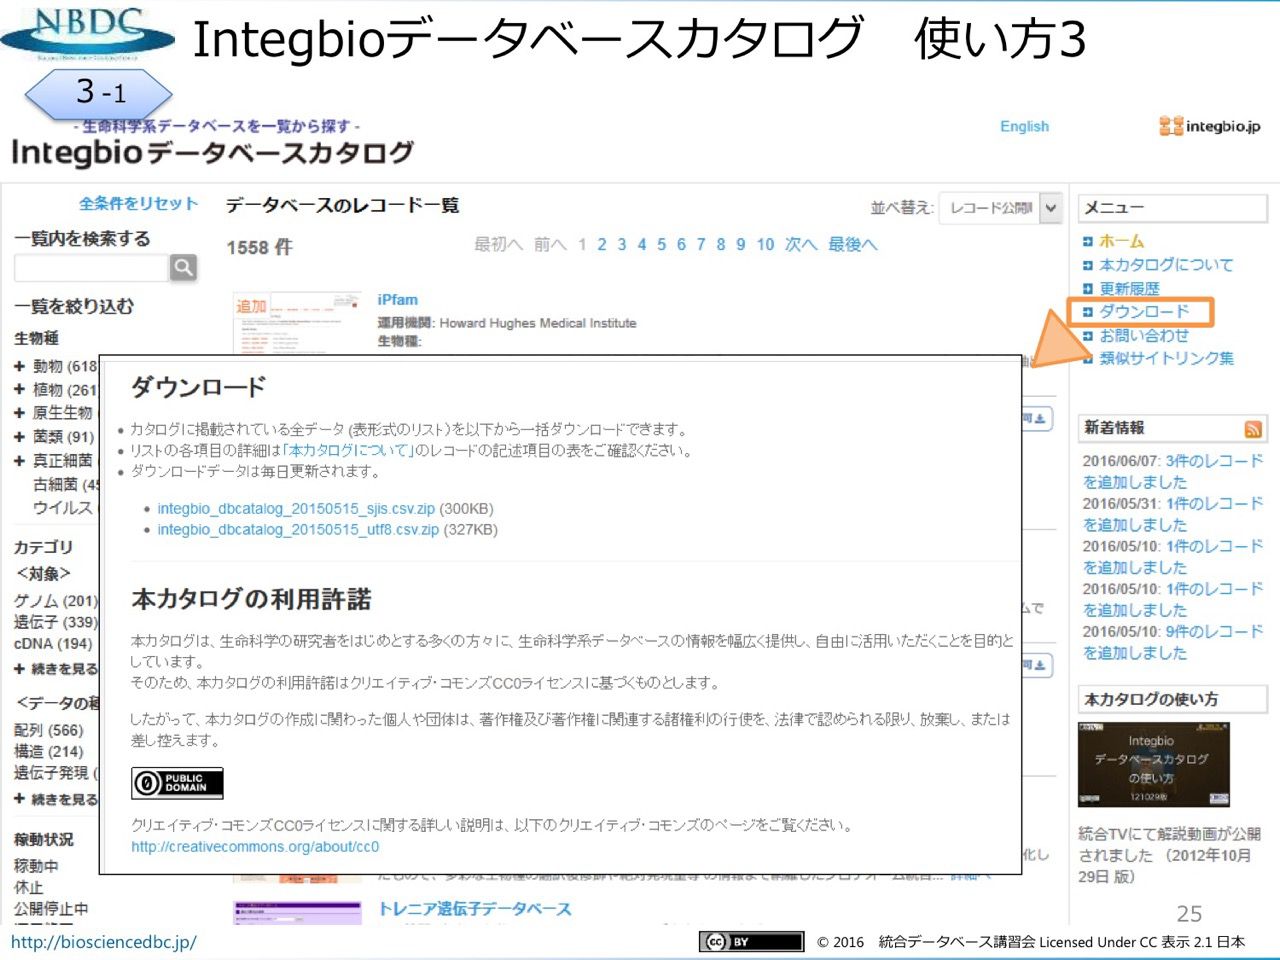 NBDC
Integbioデータベースカタログ　使い方3
3 -1
- 生命科学系データベースを一覧から探す -
Integbioデータベースカタログ
English
integbio.jp
全条件をリセット
一覧内を検索する
一覧を絞り込む
生物種
動物 (618
植物 (261
原生生物
菌類 (91)
真正細菌
古細菌 (45
ウイルス
カテゴリ
＜対象＞
ゲノム (201)
遺伝子 (339)
cDNA (194)
続きを見る
＜データの種
配列 (566)
構造 (214)
遺伝子発現 (
続きを見る
稼動状況
稼動中
休止
公開停止中
データベースのレコード一覧
並べ替え:
レコード公開
1558 件
最初へ 前へ 1 2 3 4 5 6 7 8 9 10 次へ 最後へ
追加
iPfam
運用機関: Howard Hughes Medical Institute
生物種:
ダウンロード
カタログに掲載されている全データ (表形式のリスト)を以下から一括ダウンロードできます。
リストの各項目の詳細は「本カタログについて」のレコードの記述項目の表をご確認ください。
ダウンロードデータは毎日更新されます。
integbio_dbcatalog_20150515_sjis.csv.zip (300KB)
integbio_dbcatalog_20150515_utf8.csv.zip (327KB)
本カタログの利用許諾
本カタログは、生命科学の研究者をはじめとする多くの方々に、生命科学系データベースの情報を幅広く提供し、自由に活用いただくことを目的と
しています。
そのため、本カタログの利用許諾はクリエイティブ・コモンズCC0ライセンスに基づくものとします。
したがって、本カタログの作成に関わった個人や団体は、著作権及び著作権に関連する諸権利の行使を、法律で認められる限り、放棄し、または
差し控えます。
PUBLIC
DOMAIN
クリエイティブ・コモンズCC0ライセンスに関する詳しい説明は、以下のクリエイティブ・コモンズのページをご覧ください。
http://creativecommons.org/about/cc0
可
ムで
可
化し
詳細へ
トレニア遺伝子データベース
メニュー
ホーム
本カタログについて
更新履歴
ダウンロード
お問い合わせ
類似サイトリンク集
新着情報
2016/06/07: 3件のレコード
を追加しました
2016/05/31: 1件のレコード
を追加しました
2016/05/10: 1件のレコード
を追加しました
2016/05/10: 1件のレコード
を追加しました
2016/05/10: 9件のレコード
を追加しました
本カタログの使い方
Integbio
データベースカタログ
の使い方
121029版
統合TVにて解説動画が公開
されました （2012年10月
29日 版）
25
http://biosciencedbc.jp/
CC BY
© 2016　統合データベース講習会 Licensed Under CC 表示 2.1 日本